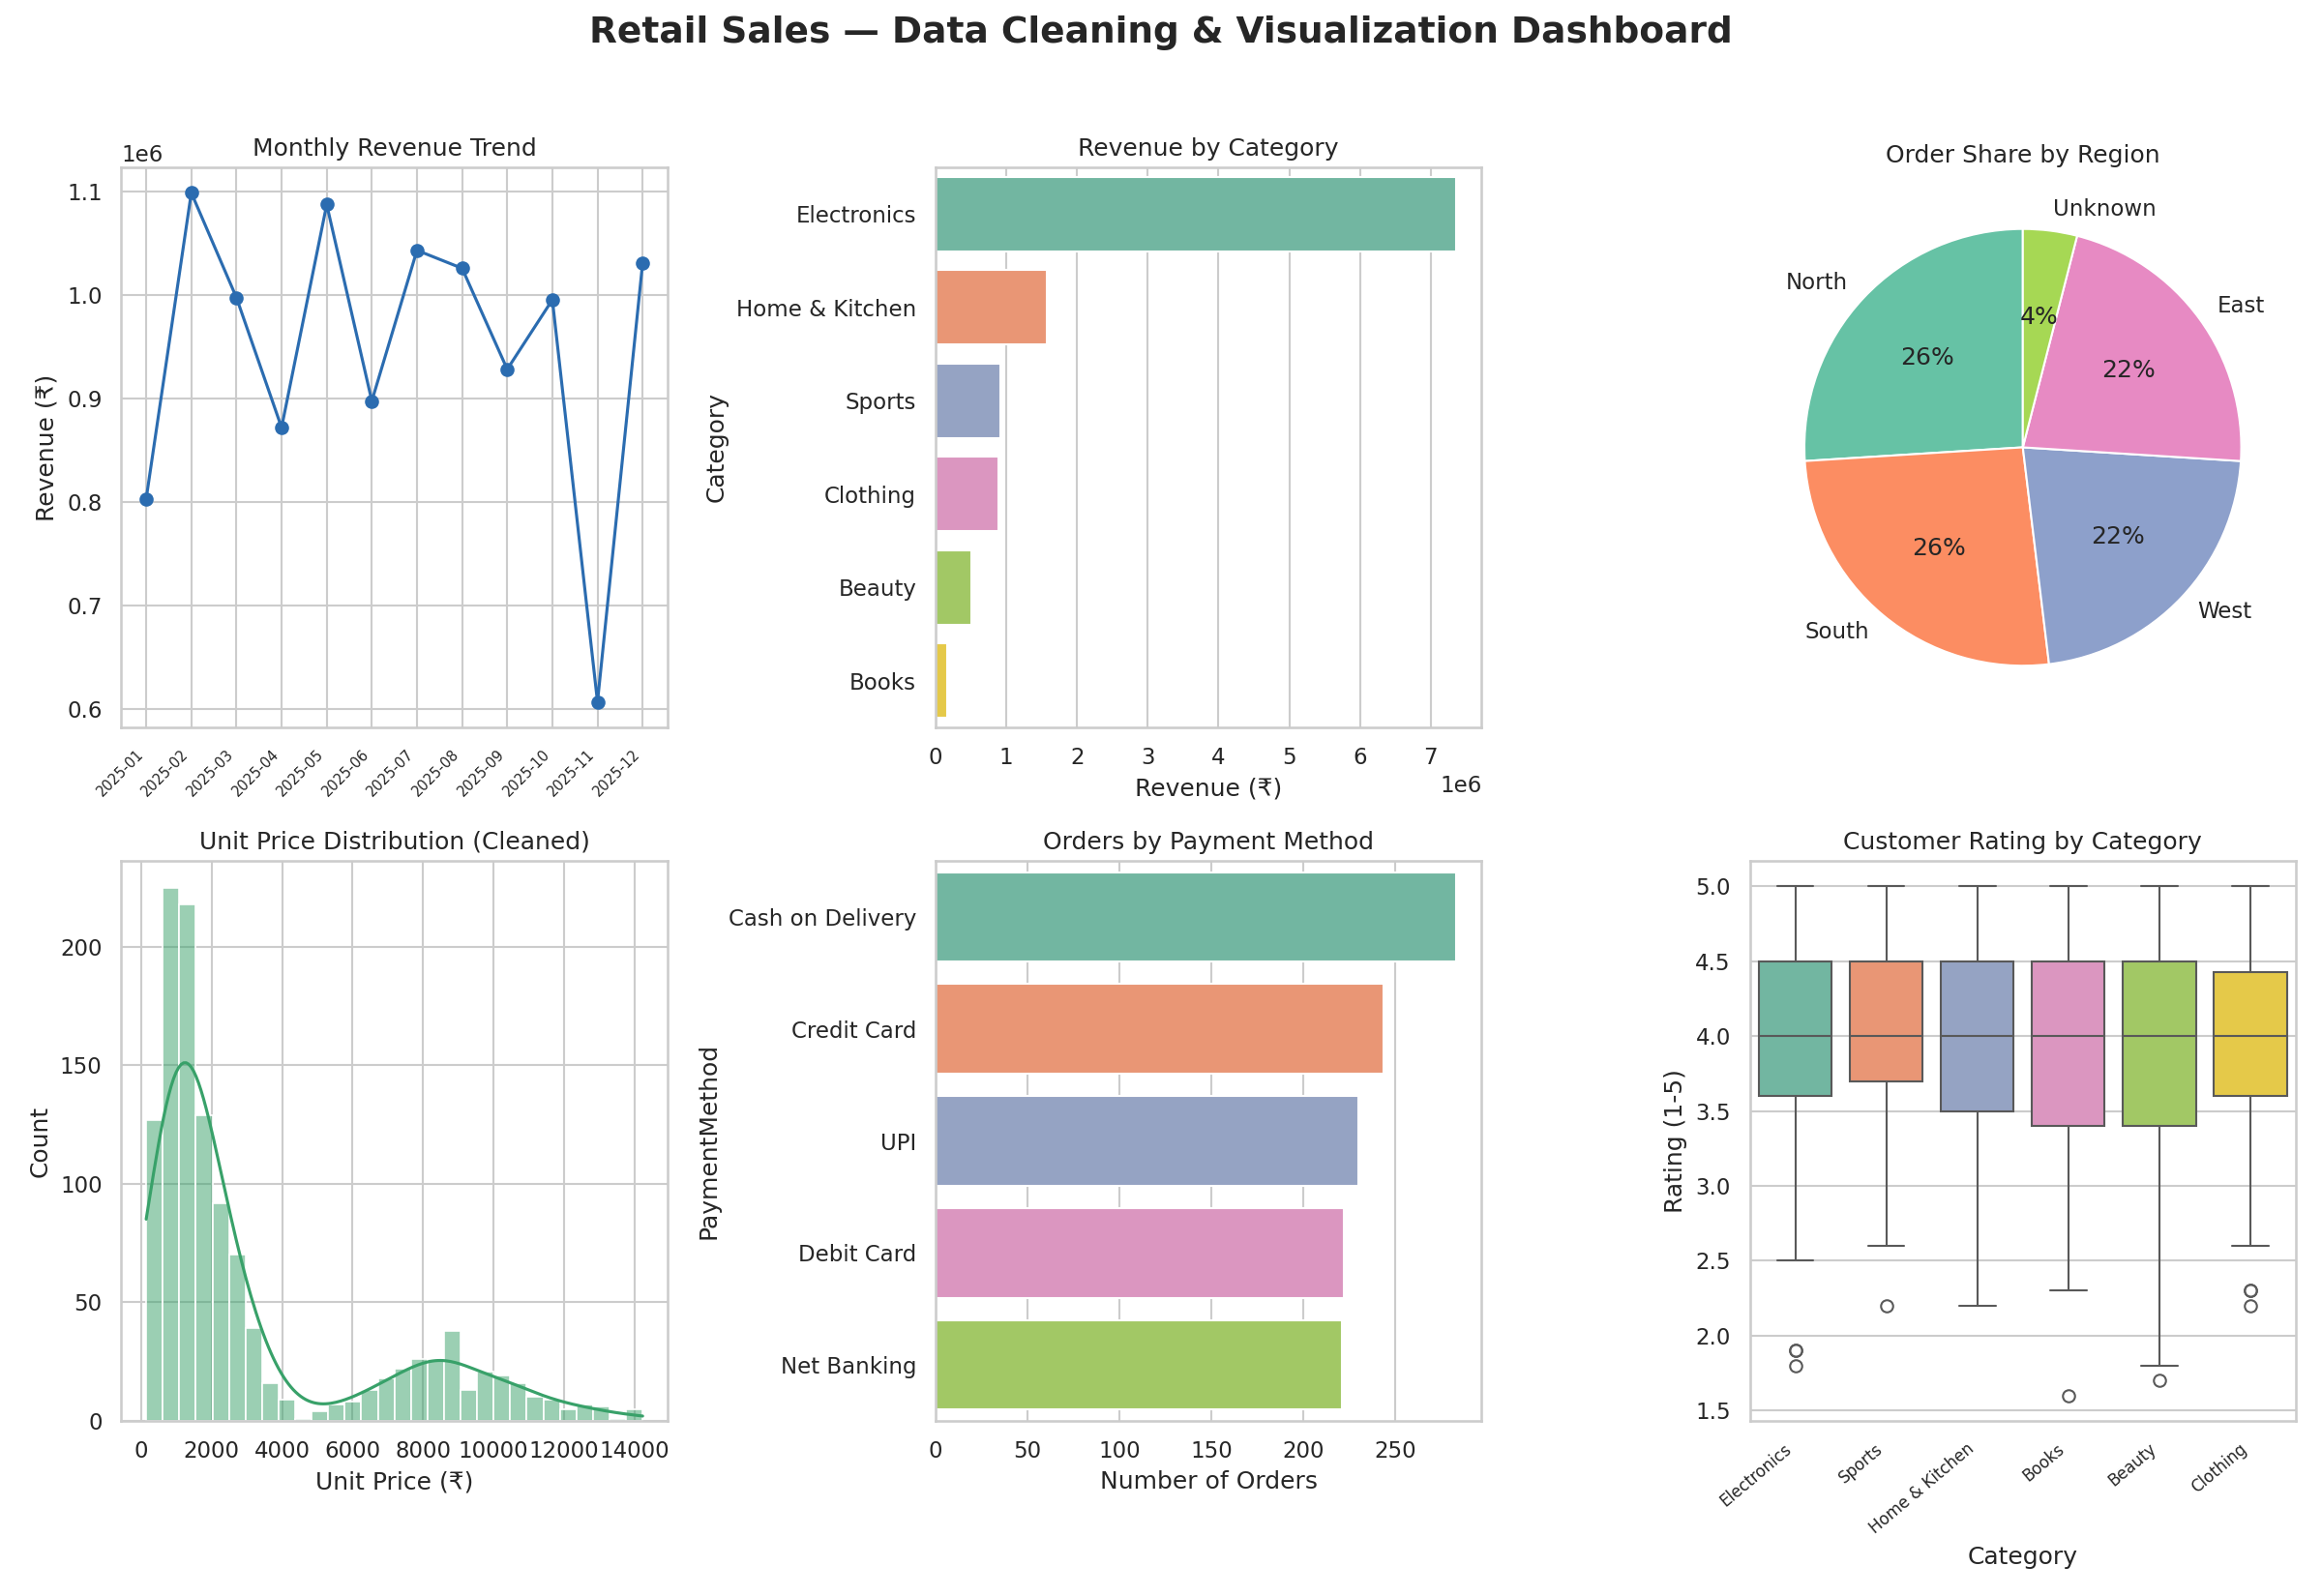 Retail Sales — Data Cleaning & Visualization Dashboard
Monthly Revenue Trend
1e6
1.1
1.0
0.9
0.8
0.7
0.6
Revenue (₹)
2025-01
2025-02
2025-03
2025-04
2025-05
2025-06
2025-07
2025-08
2025-09
2025-10
2025-11
2025-12
Revenue by Category
Category
Electronics
Home & Kitchen
Sports
Clothing
Beauty
Books
0 1 2 3 4 5 6 7
1e6
Revenue (₹)
Order Share by Region
Unknown
North
East
South
West
4%
26%
22%
26%
22%
Unit Price Distribution (Cleaned)
Count
200
150
100
50
0
0 2000 4000 6000 8000 10000 12000 14000
Unit Price (₹)
Orders by Payment Method
PaymentMethod
Cash on Delivery
Credit Card
UPI
Debit Card
Net Banking
0 50 100 150 200 250
Number of Orders
Customer Rating by Category
Rating (1-5)
5.0
4.5
4.0
3.5
3.0
2.5
2.0
1.5
Electronics
Sports
Home & Kitchen
Books
Beauty
Clothing
Category